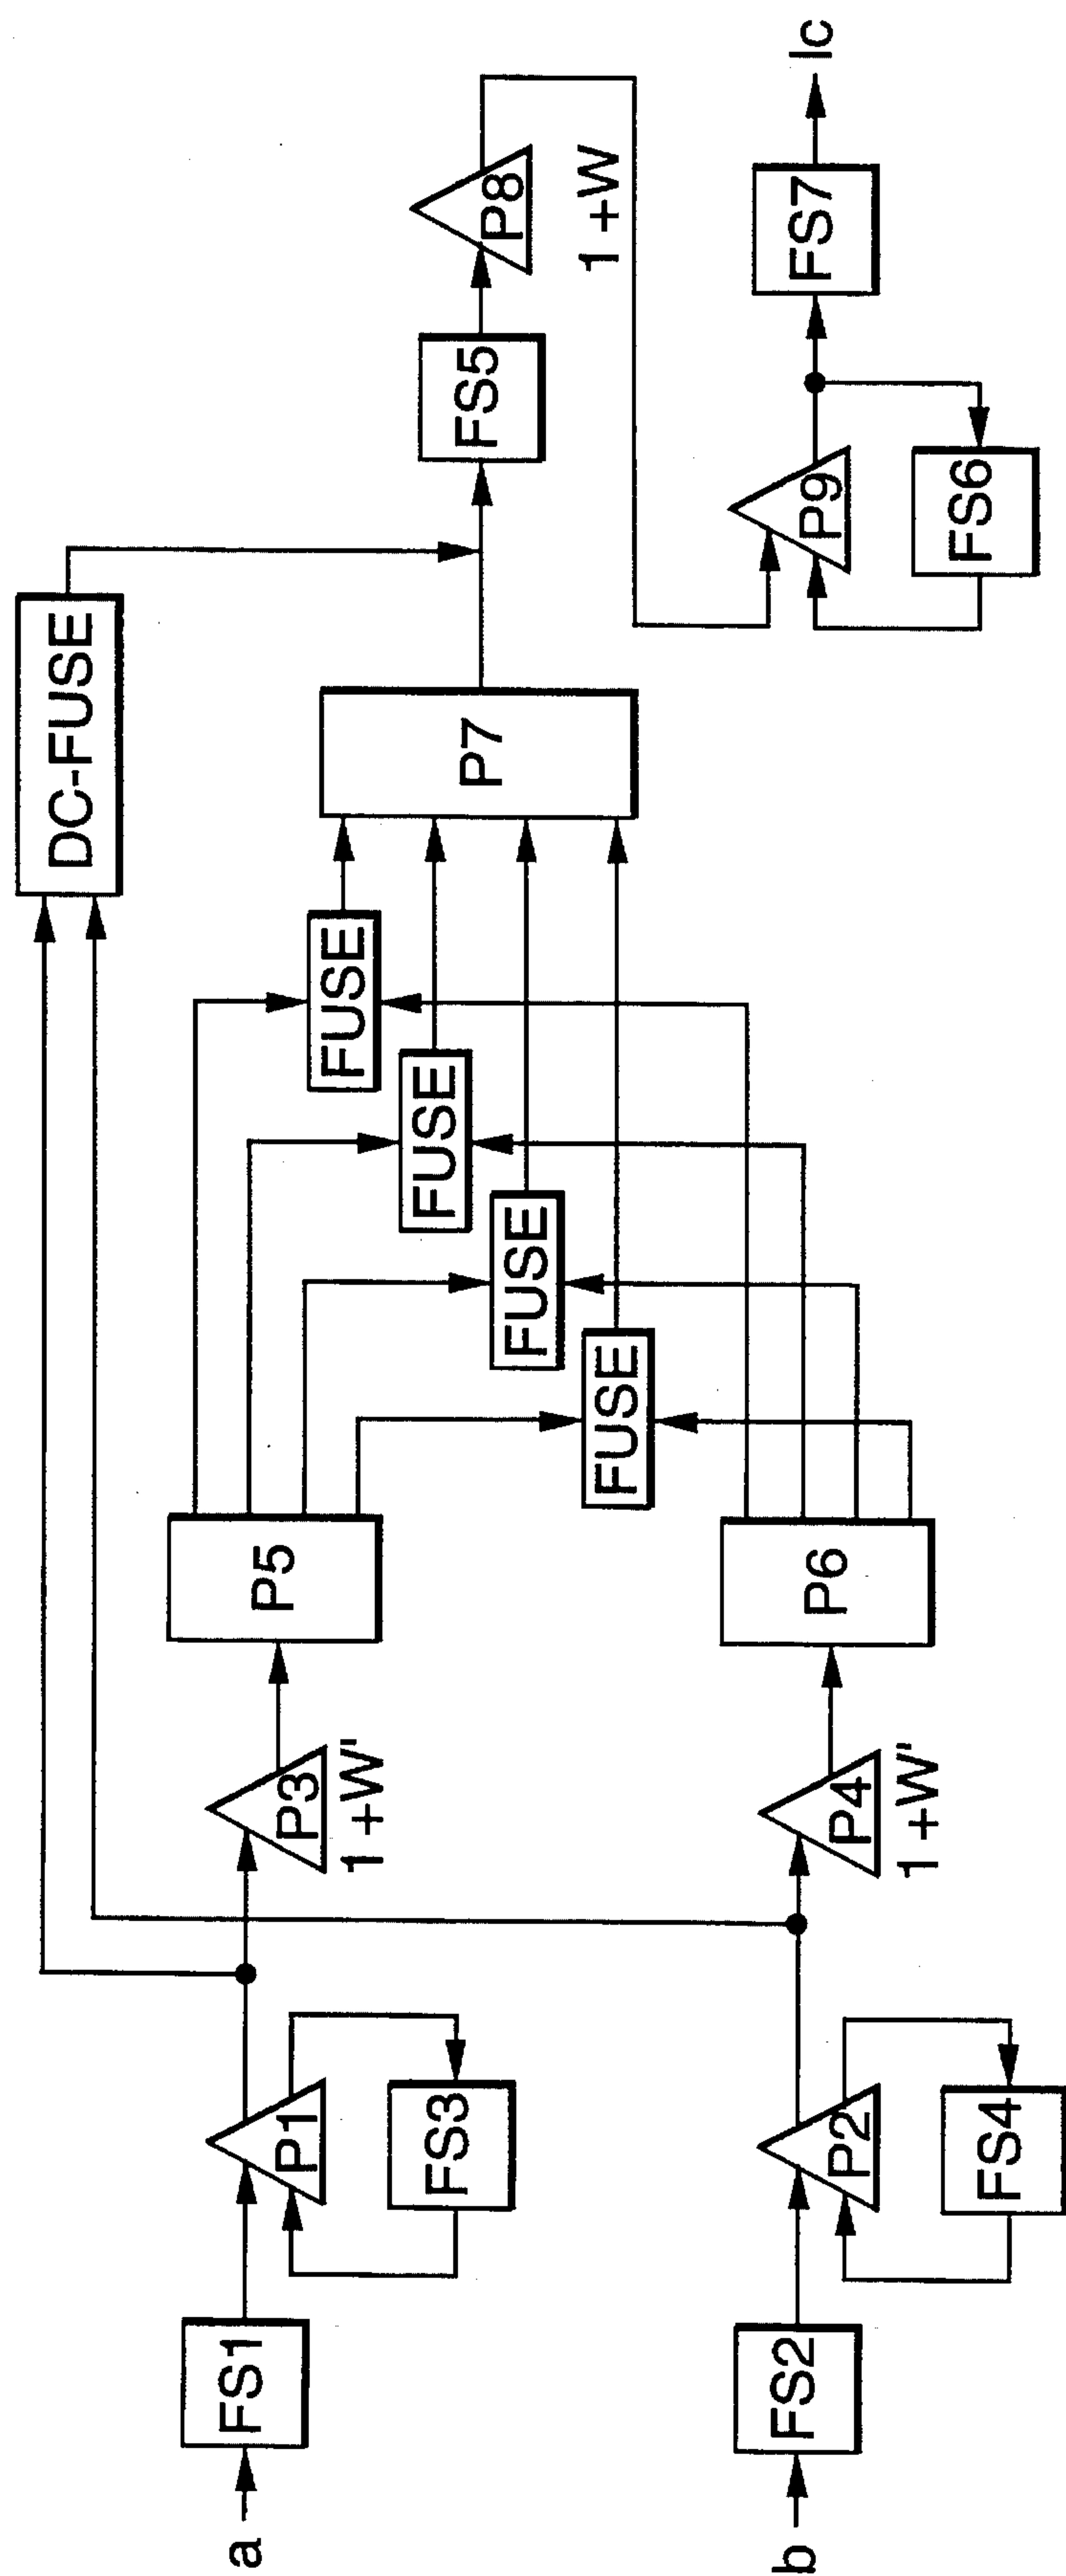 DC-FUSE
a
FS1
P1
FS3
P3
1+W'
P5
FUSE
FUSE
FUSE
FUSE
P7
FS5
P8
1+W
b
FS2
P2
FS4
P4
1+W'
P6
P9
FS6
FS7
Ic